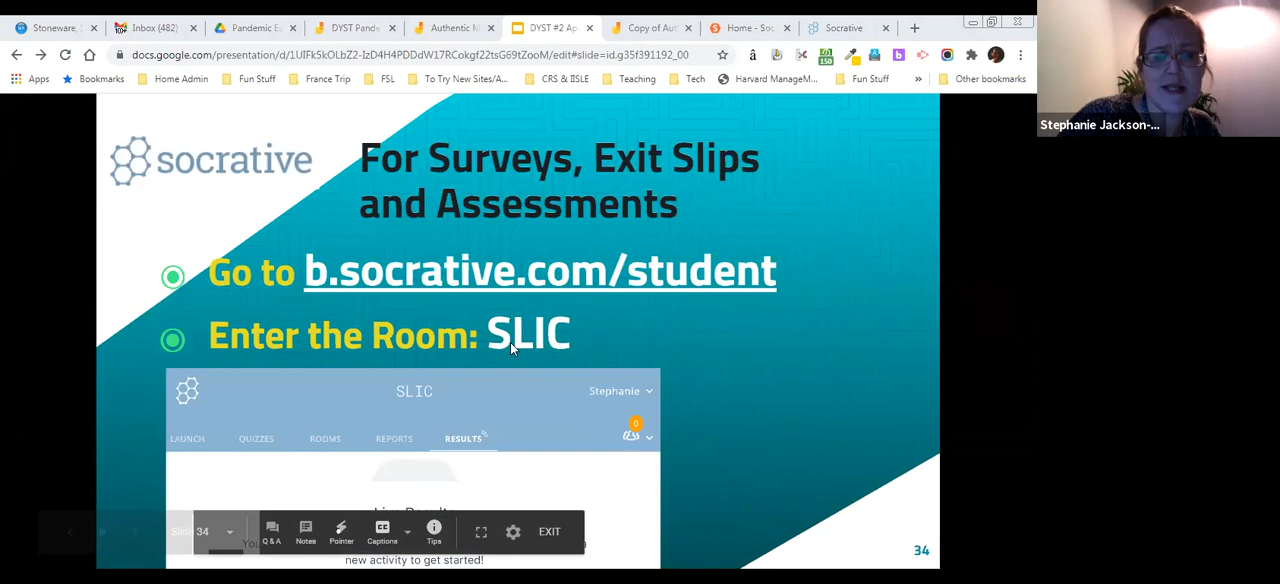 Stoneware, S
Inbox (482)
Pandemic Ec
DYST Pande
Authentic M
DYST #2 Ap
Copy of Aut
Home - Soc
Socrative
docs.google.com/presentation/d/1UIFk5kOLbZ2-IzD4H4PDDdW17RCokgf22tsG69tZooM/edit#slide=id.g35f391192_00
150
b
Apps
Bookmarks
Home Admin
Fun Stuff
France Trip
FSL
To Try New Sites/A...
CRS & IISLE
Teaching
Tech
Harvard ManageM...
Fun Stuff
»
Other bookmarks
Stephanie Jackson-...
socrative
For Surveys, Exit Slips
and Assessments
Go to b.socrative.com/student
Enter the Room: SLIC
SLIC
Stephanie
0
LAUNCH
QUIZZES
ROOMS
REPORTS
RESULTS
Slide 34
Q & A
Notes
Pointer
Captions
Tips
EXIT
new activity to get started!
34